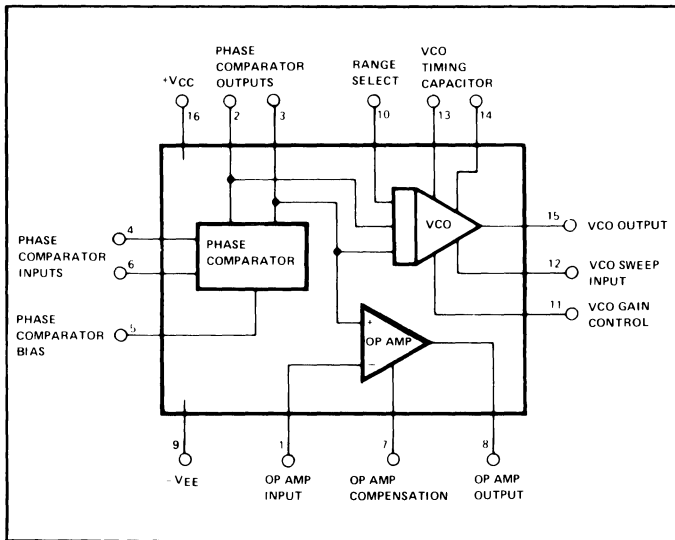 PHASE
COMPARATOR
OUTPUTS
+VCC
RANGE
SELECT
VCO
TIMING
CAPACITOR
16
2
3
10
13
14
4
PHASE
COMPARATOR
INPUTS
6
PHASE
COMPARATOR
VCO
15
VCO OUTPUT
12
VCO SWEEP
INPUT
11
VCO GAIN
CONTROL
PHASE
COMPARATOR
BIAS
5
+
OP AMP
−
9
1
7
8
- VEE
OP AMP
INPUT
OP AMP
COMPENSATION
OP AMP
OUTPUT